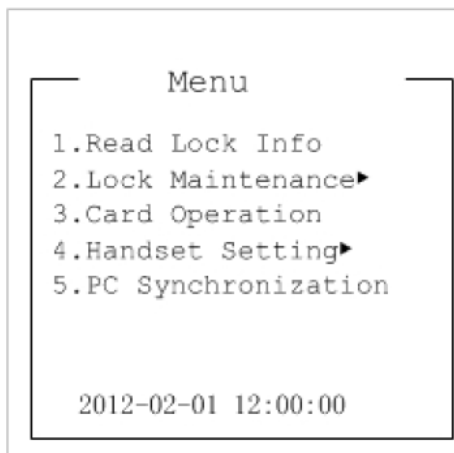 Menu
1.Read Lock Info
2.Lock Maintenance▶
3.Card Operation
4.Handset Setting▶
5.PC Synchronization
2012-02-01 12:00:00